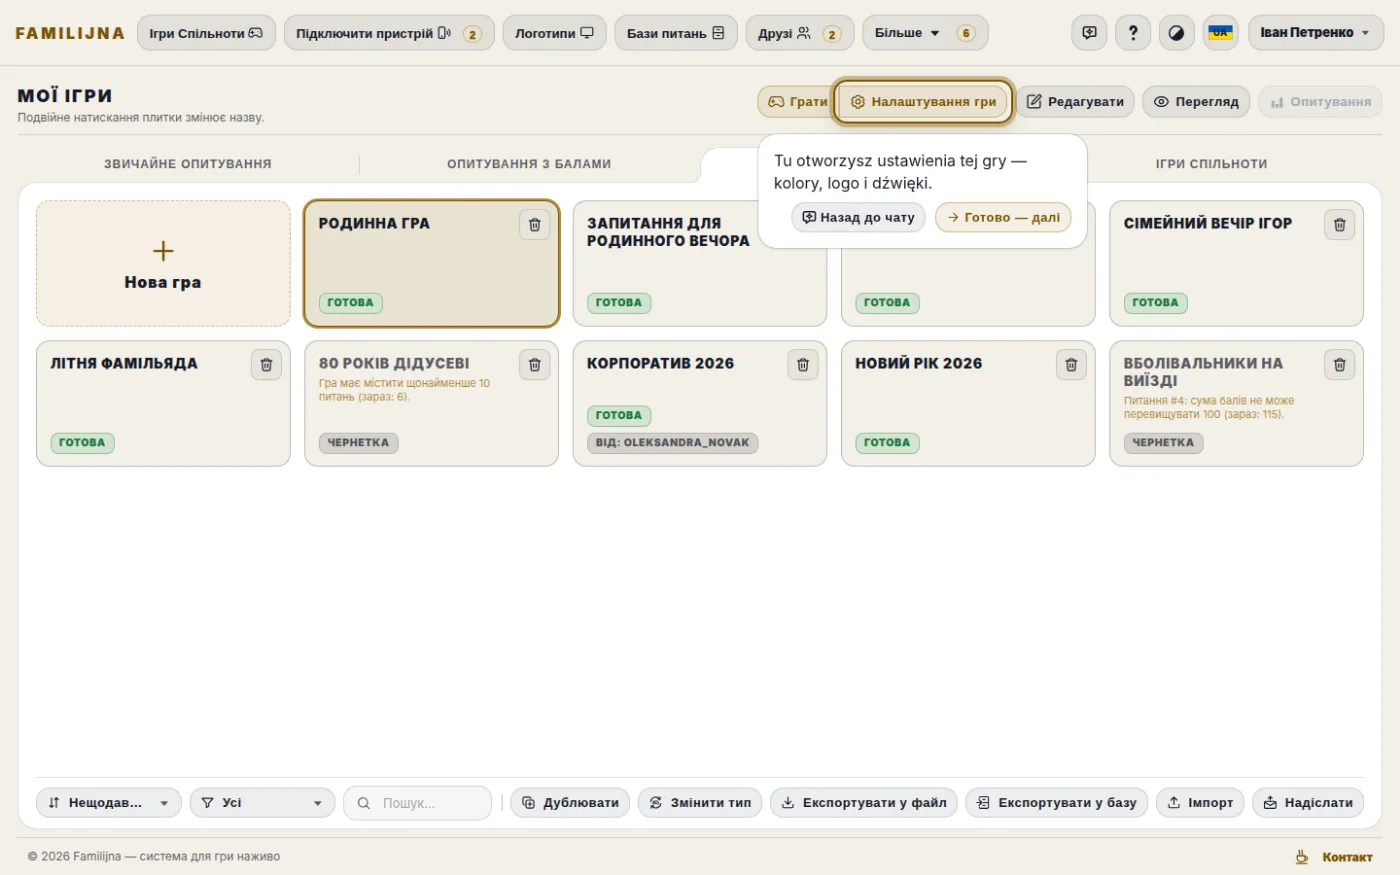 FAMILIJNA
Ігри Спільноти
Підключити пристрій 2
Логотипи
Бази питань
Друзі 2
Більше 6
?
UA
Іван Петренко
МОЇ ІГРИ
Подвійне натискання плитки змінює назву.
Грати
Налаштування гри
Редагувати
Перегляд
Опитування
ЗВИЧАЙНЕ ОПИТУВАННЯ
ОПИТУВАННЯ З БАЛАМИ
ІГРИ СПІЛЬНОТИ
Tu otworzysz ustawienia tej gry —
kolory, logo i dźwięki.
Назад до чату
Готово — далі
Нова гра
РОДИННА ГРА
ГОТОВА
ЗАПИТАННЯ ДЛЯ
РОДИННОГО ВЕЧОРА
ГОТОВА
ГОТОВА
СІМЕЙНИЙ ВЕЧІР ІГОР
ГОТОВА
ЛІТНЯ ФАМІЛЬЯДА
ГОТОВА
80 РОКІВ ДІДУСЕВІ
Гра має містити щонайменше 10
питань (зараз: 6).
ЧЕРНЕТКА
КОРПОРАТИВ 2026
ГОТОВА
ВІД: OLEKSANDRA_NOVAK
НОВИЙ РІК 2026
ГОТОВА
ВБОЛІВАЛЬНИКИ НА
ВИЇЗДІ
Питання #4: сума балів не може
перевищувати 100 (зараз: 115).
ЧЕРНЕТКА
Нещодав...
Усі
Пошук...
Дублювати
Змінити тип
Експортувати у файл
Експортувати у базу
Імпорт
Надіслати
© 2026 Familijna — система для гри наживо
Контакт